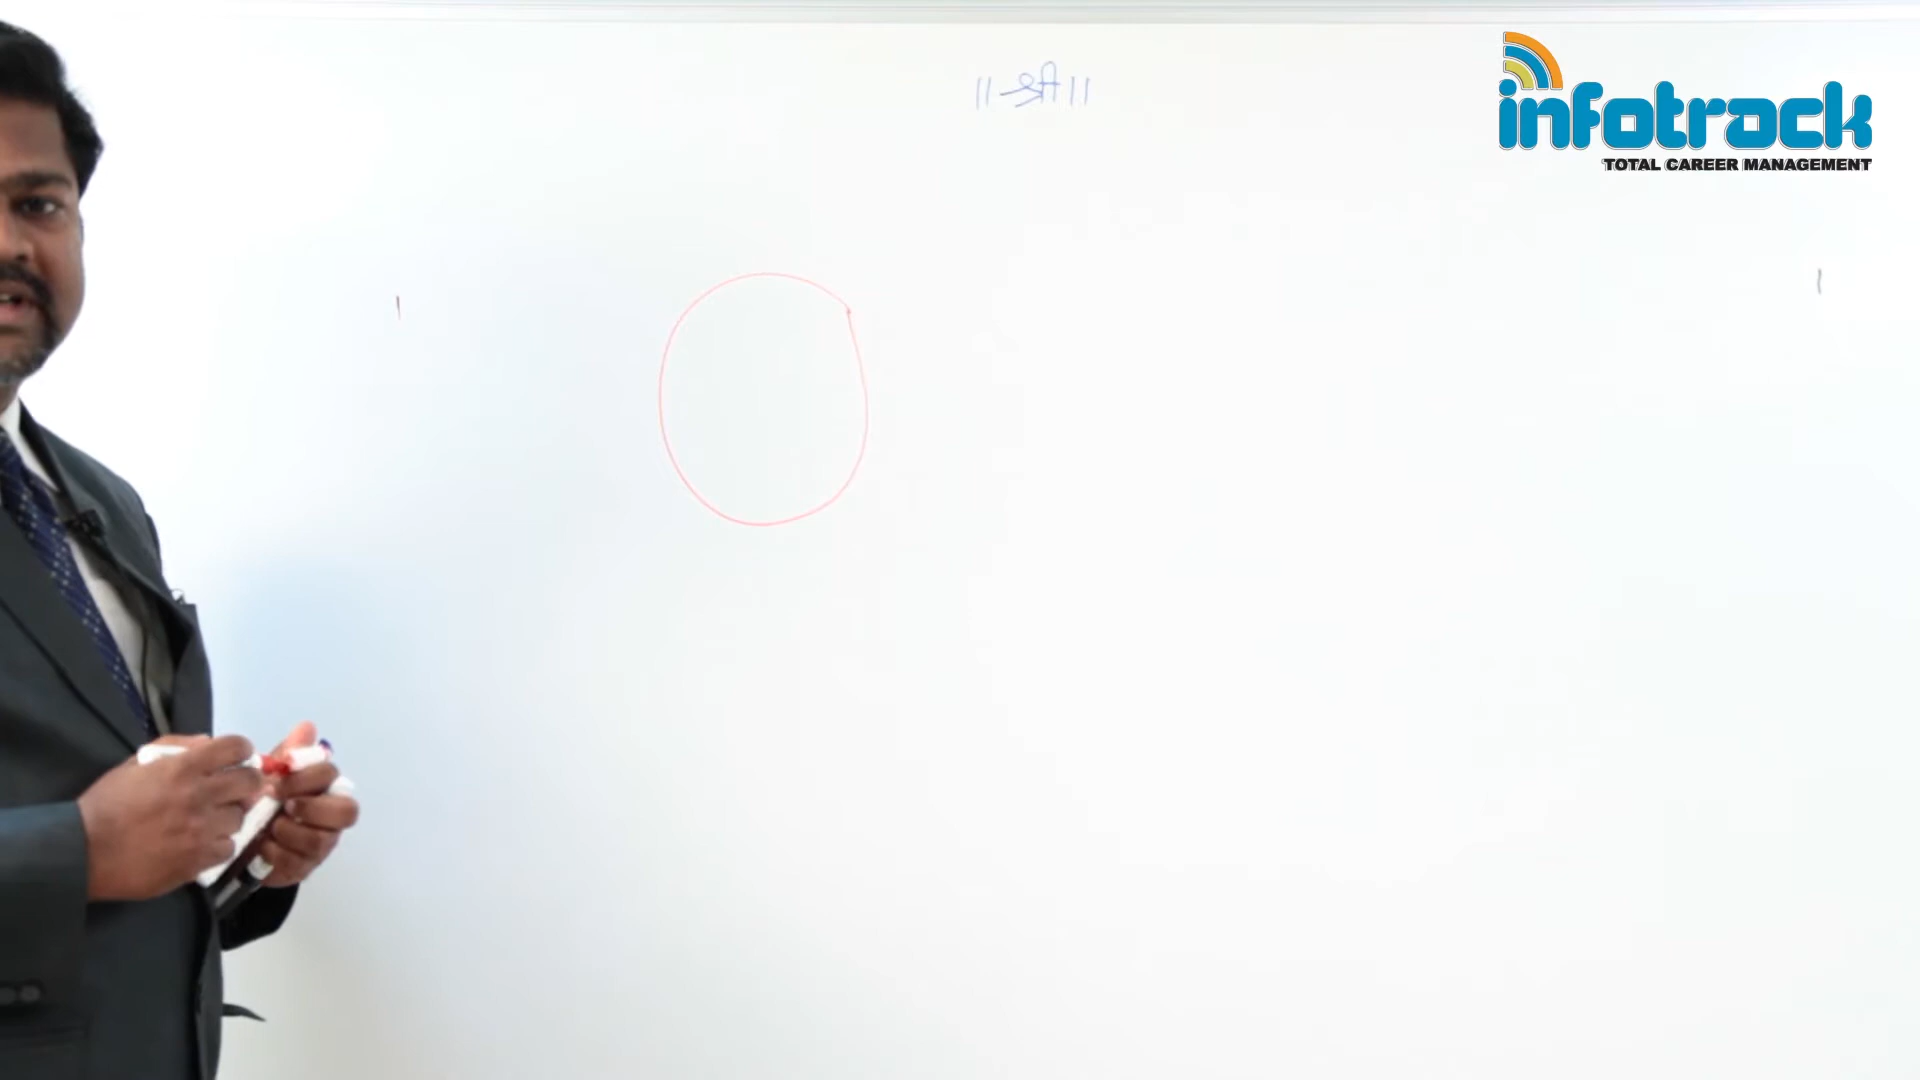 ॥ श्री ॥
infotrack
TOTAL CAREER MANAGEMENT